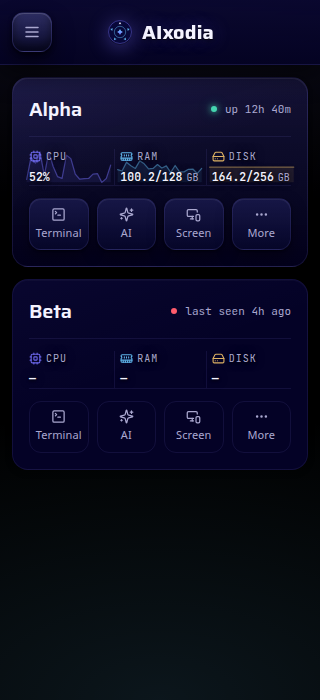 AIxodia
Alpha
up 12h 40m
CPU
RAM
DISK
52%
100.2/128 GB
164.2/256 GB
Terminal
AI
Screen
More
Beta
last seen 4h ago
CPU
RAM
DISK
–
–
–
Terminal
AI
Screen
More